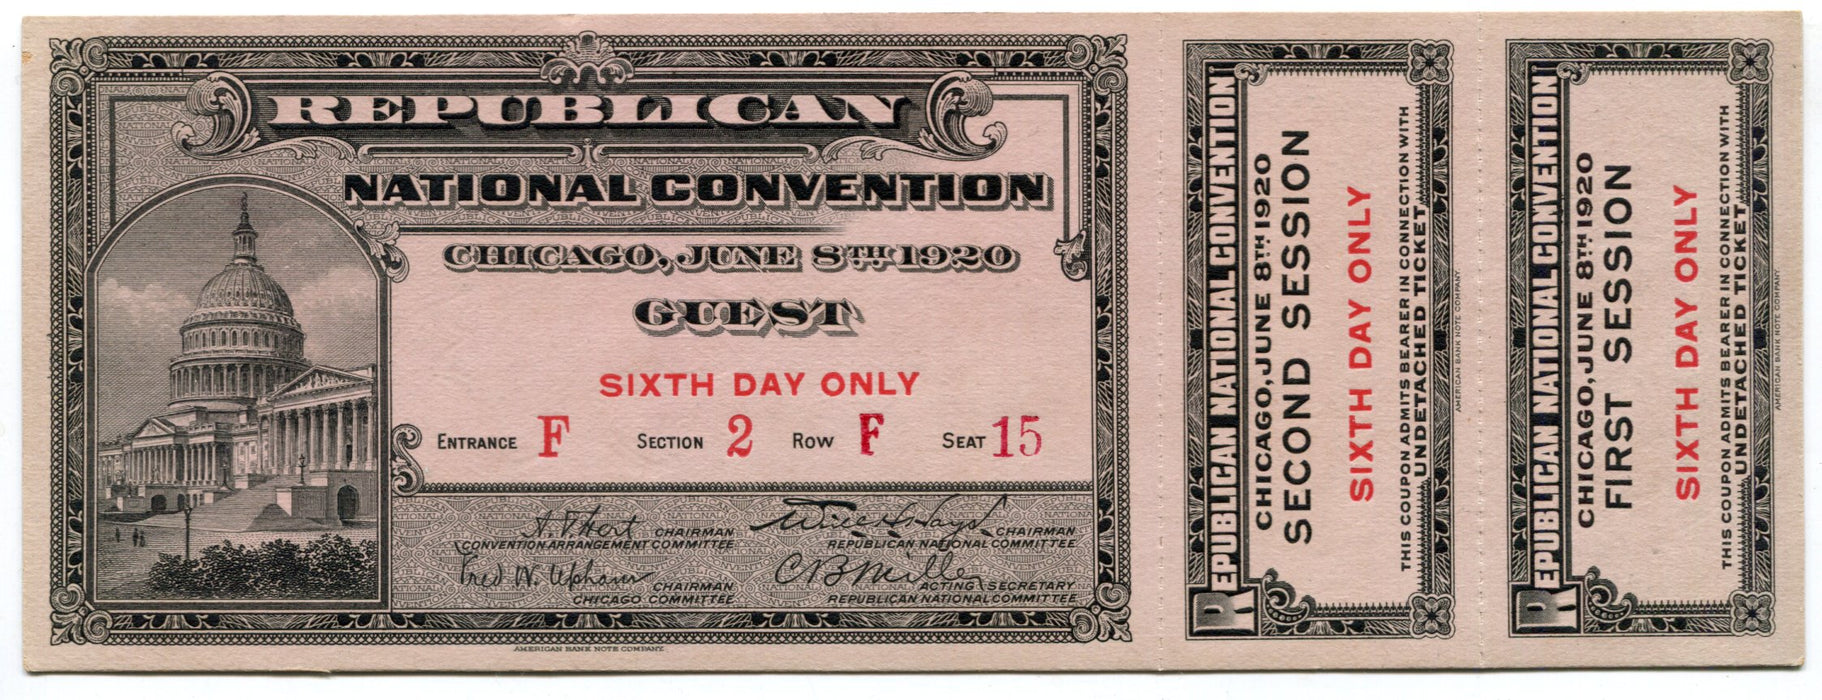 REPUBLICAN
NATIONAL CONVENTION
CHICAGO, JUNE 8TH 1920
GUEST
SIXTH DAY ONLY
ENTRANCE F SECTION 2 ROW F SEAT 15
A. T. Hert CHAIRMAN
CONVENTION ARRANGEMENT COMMITTEE
Will H. Hays CHAIRMAN
REPUBLICAN NATIONAL COMMITTEE
Fred W. Upham CHAIRMAN
CHICAGO COMMITTEE
C B Miller ACTING SECRETARY
REPUBLICAN NATIONAL COMMITTEE
AMERICAN BANK NOTE COMPANY.
REPUBLICAN NATIONAL CONVENTION
CHICAGO, JUNE 8TH 1920
SECOND SESSION
SIXTH DAY ONLY
THIS COUPON ADMITS BEARER IN CONNECTION WITH
UNDETACHED TICKET
AMERICAN BANK NOTE COMPANY.
REPUBLICAN NATIONAL CONVENTION
CHICAGO, JUNE 8TH 1920
FIRST SESSION
SIXTH DAY ONLY
THIS COUPON ADMITS BEARER IN CONNECTION WITH
UNDETACHED TICKET
AMERICAN BANK NOTE COMPANY.